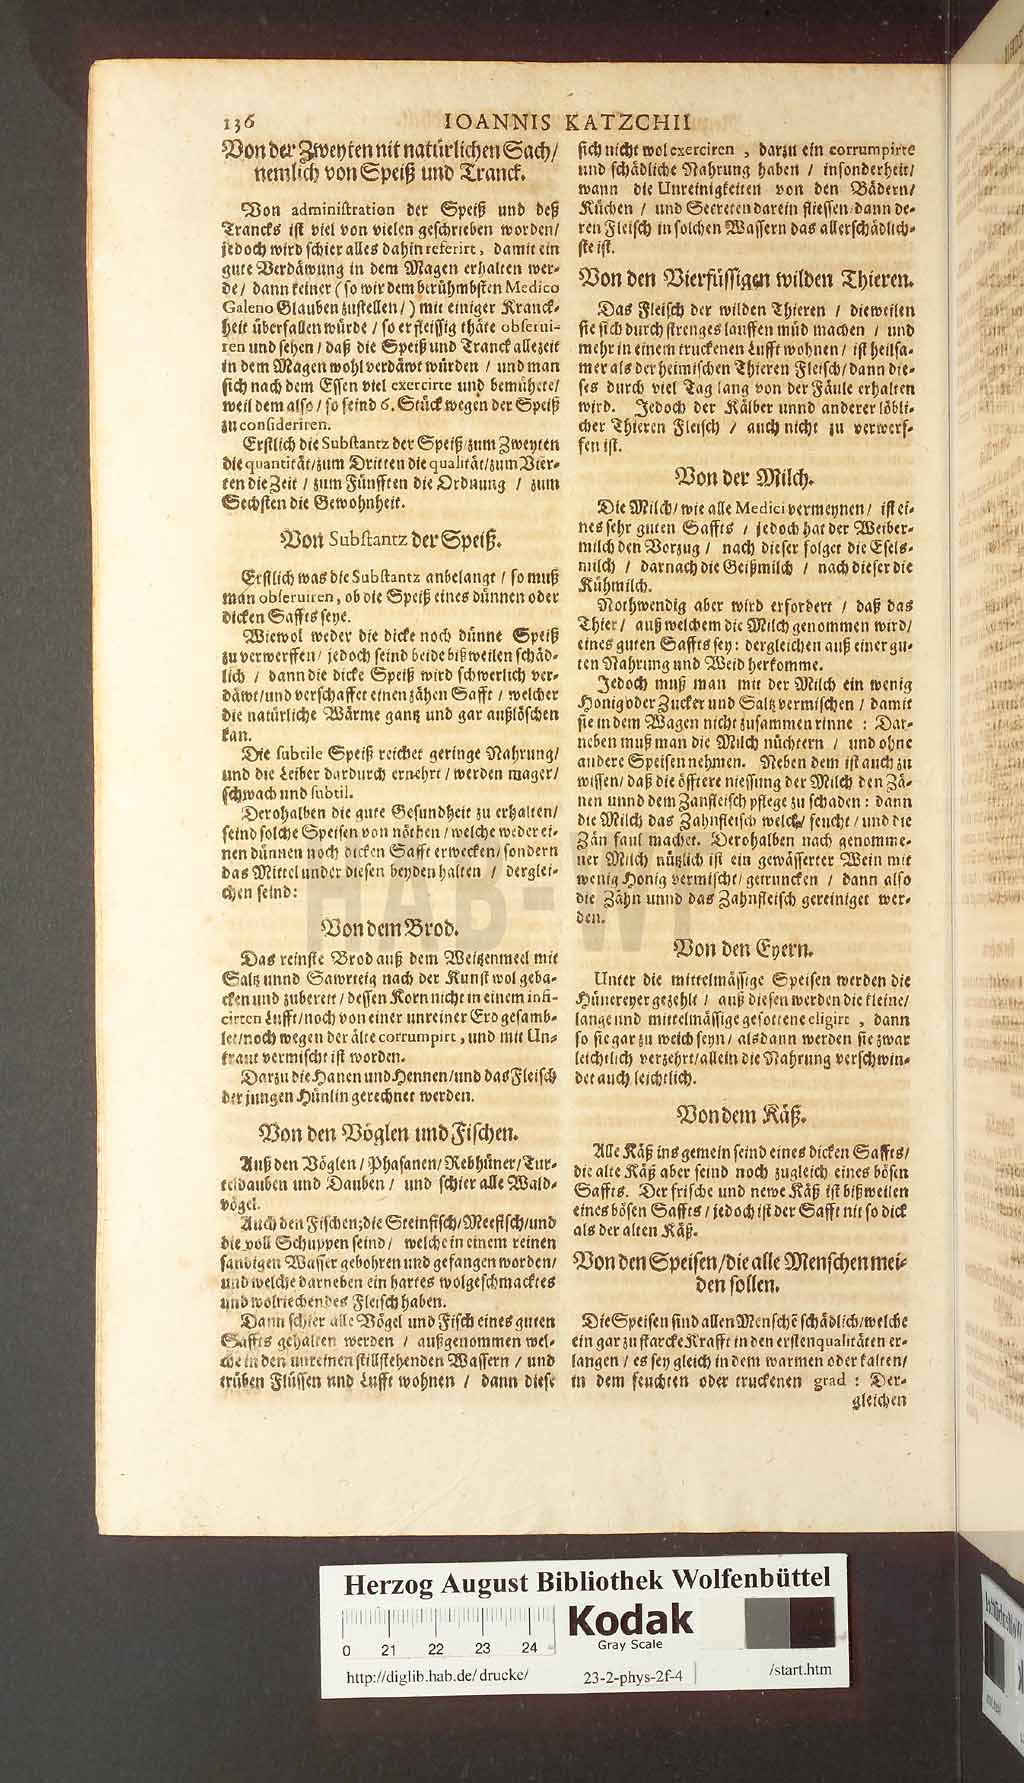 136
IOANNIS KATZCHII
Von der Zweyten nit natürlichen Sach/
nemlich von Speiß und Tranck.
Von administration der Speiß und deß
Trancks ist viel von vielen geschrieben worden/
jedoch wird schier alles dahin referirt, damit ein
gute Verdäwung in dem Magen erhalten wer-
de/ dann keiner (so wir dem berühmbsten Medico
Galeno Glauben zustellen/) mit einiger Kranck-
heit überfallen würde/ so er fleissig thäte obserui-
ren und sehen/ daß die Speiß und Tranck allezeit
in dem Magen wohl verdäwt würden/ und man
sich nach dem Essen viel exercirte und bemühete/
weil dem also/ so seind 6. Stück wegen der Speiß
zu consideriren.
Erstlich die Substantz der Speiß/ zum Zweyten
die quantität/ zum Dritten die qualität/ zum Vier-
ten die Zeit/ zum Fünfften die Ordnung/ zum
Sechsten die Gewohnheit.
Von Substantz der Speiß.
Erstlich was die Substantz anbelangt/ so muß
man obseruiren, ob die Speiß eines dünnen oder
dicken Saffts seye.
Wiewol weder die dicke noch dünne Speiß
zu verwerffen/ jedoch seind beide bißweilen schäd-
lich/ dann die dicke Speiß wird schwerlich ver-
däwt/ und verschaffet einen zähen Safft/ welcher
die natürliche Wärme gantz und gar außlöschen
kan.
Die subtile Speiß reichet geringe Nahrung/
und die Leiber dardurch ernehrt/ werden mager/
schwach und subtil.
Derohalben die gute Gesundheit zu erhalten/
seind solche Speisen von nöthen/ welche weder ei-
nen dünnen noch dicken Safft erwecken/ sondern
das Mittel under diesen beyden halten/ derglei-
chen seind:
Von dem Brod.
Das reinste Brod auß dem Weitzenmeel mit
Saltz unnd Sawrteig nach der Kunst wol geba-
cken und zubereit/ dessen Korn nicht in einem infi-
cirten Lufft/ noch von einer unreiner Erd gesamb-
let/ noch wegen der älte corrumpirt, und mit Un-
kraut vermischt ist worden.
Darzu die Hanen und Hennen/ und das Fleisch
der jungen Hünlin gerechnet werden.
Von den Vöglen und Fischen.
Auß den Vöglen/ Phasanen/ Rebhüner/ Tur-
teldauben und Dauben/ und schier alle Wald-
vögel.
Auch den Fischen; die Steinfisch/ Meefisch/ und
die voll Schuppen seind/ welche in einem reinen
sandigen Wasser gebohren und gefangen worden/
und welche darneben ein hartes wolgeschmacktes
und wolriechendes Fleisch haben.
Dann schier alle Vögel und Fisch eines guten
Saffts gehalten werden/ außgenommen wel-
che in den unreinen stillstehenden Wassern/ und
trüben Flüssen und Lufft wohnen/ dann diese
sich nicht wol exerciren, darzu ein corrumpirte
und schädliche Nahrung haben/ insonderheit/
wann die Unreinigkeiten von den Bädern/
Küchen/ und Secreten darein fliessen/ dann de-
ren Fleisch in solchen Wassern das allerschädlich-
ste ist.
Von den Vierfüssigen wilden Thieren.
Das Fleisch der wilden Thieren/ dieweilen
sie sich durch strenges lauffen müd machen/ und
mehr in einem truckenen Lufft wohnen/ ist heilsa-
mer als der heimischen Thieren Fleisch/ dann die-
ses durch viel Tag lang von der Fäule erhalten
wird. Jedoch der Kälber unnd anderer löbli-
cher Thieren Fleisch/ auch nicht zu verwerf-
fen ist.
Von der Milch.
Die Milch/ wie alle Medici vermeynen/ ist ei-
nes sehr guten Saffts/ jedoch hat der Weiber-
milch den Vorzug/ nach dieser folget die Esels-
milch/ darnach die Geißmilch/ nach dieser die
Kühmilch.
Nothwendig aber wird erfordert/ daß das
Thier/ auß welchem die Milch genommen wird/
eines guten Saffts sey: dergleichen auß einer gu-
ten Nahrung und Weid herkomme.
Jedoch muß man mit der Milch ein wenig
Honig oder Zucker und Saltz vermischen/ damit
sie in dem Wagen nicht zusammen rinne: Dar-
neben muß man die Milch nüchtern/ und ohne
andere Speisen nehmen. Neben dem ist auch zu
wissen/ daß die öfftere niessung der Milch den Zä-
nen unnd dem Zanfleisch pflege zu schaden: dann
die Milch das Zahnfleisch welck/ feucht/ und die
Zän faul machet. Derohalben nach genomme-
ner Milch nützlich ist ein gewässerter Wein mit
wenig Honig vermischt/ getruncken/ dann also
die Zähn unnd das Zahnfleisch gereiniget wer-
den.
Von den Eyern.
Unter die mittelmässige Speisen werden die
Hünereyer gezehlt/ auß diesen werden die kleine/
lange und mittelmässige gesottene eligirt, dann
so sie gar zu weich seyn/ alsdann werden sie zwar
leichtlich verzehrt/ allein die Nahrung verschwin-
det auch leichtlich.
Von dem Käß.
Alle Käß ins gemein seind eines dicken Saffts/
die alte Käß aber seind noch zugleich eines bösen
Saffts. Der frische und newe Käß ist bißweilen
eines bösen Saffts/ jedoch ist der Safft nit so dick
als der alten Käß.
Von den Speisen/ die alle Menschen mei-
den sollen.
Die Speisen sind allen Menschẽ schädlich/ welche
ein gar zu starcke Krafft in den ersten qualitäten er-
langen/ es sey gleich in dem warmen oder kalten/
in dem feuchten oder truckenen grad: Der-
gleichen
HAB-WF
Herzog August Bibliothek Wolfenbüttel
0 21 22 23 24
Kodak
Gray Scale
http://diglib.hab.de/drucke/
23-2-phys-2f-4
/start.htm